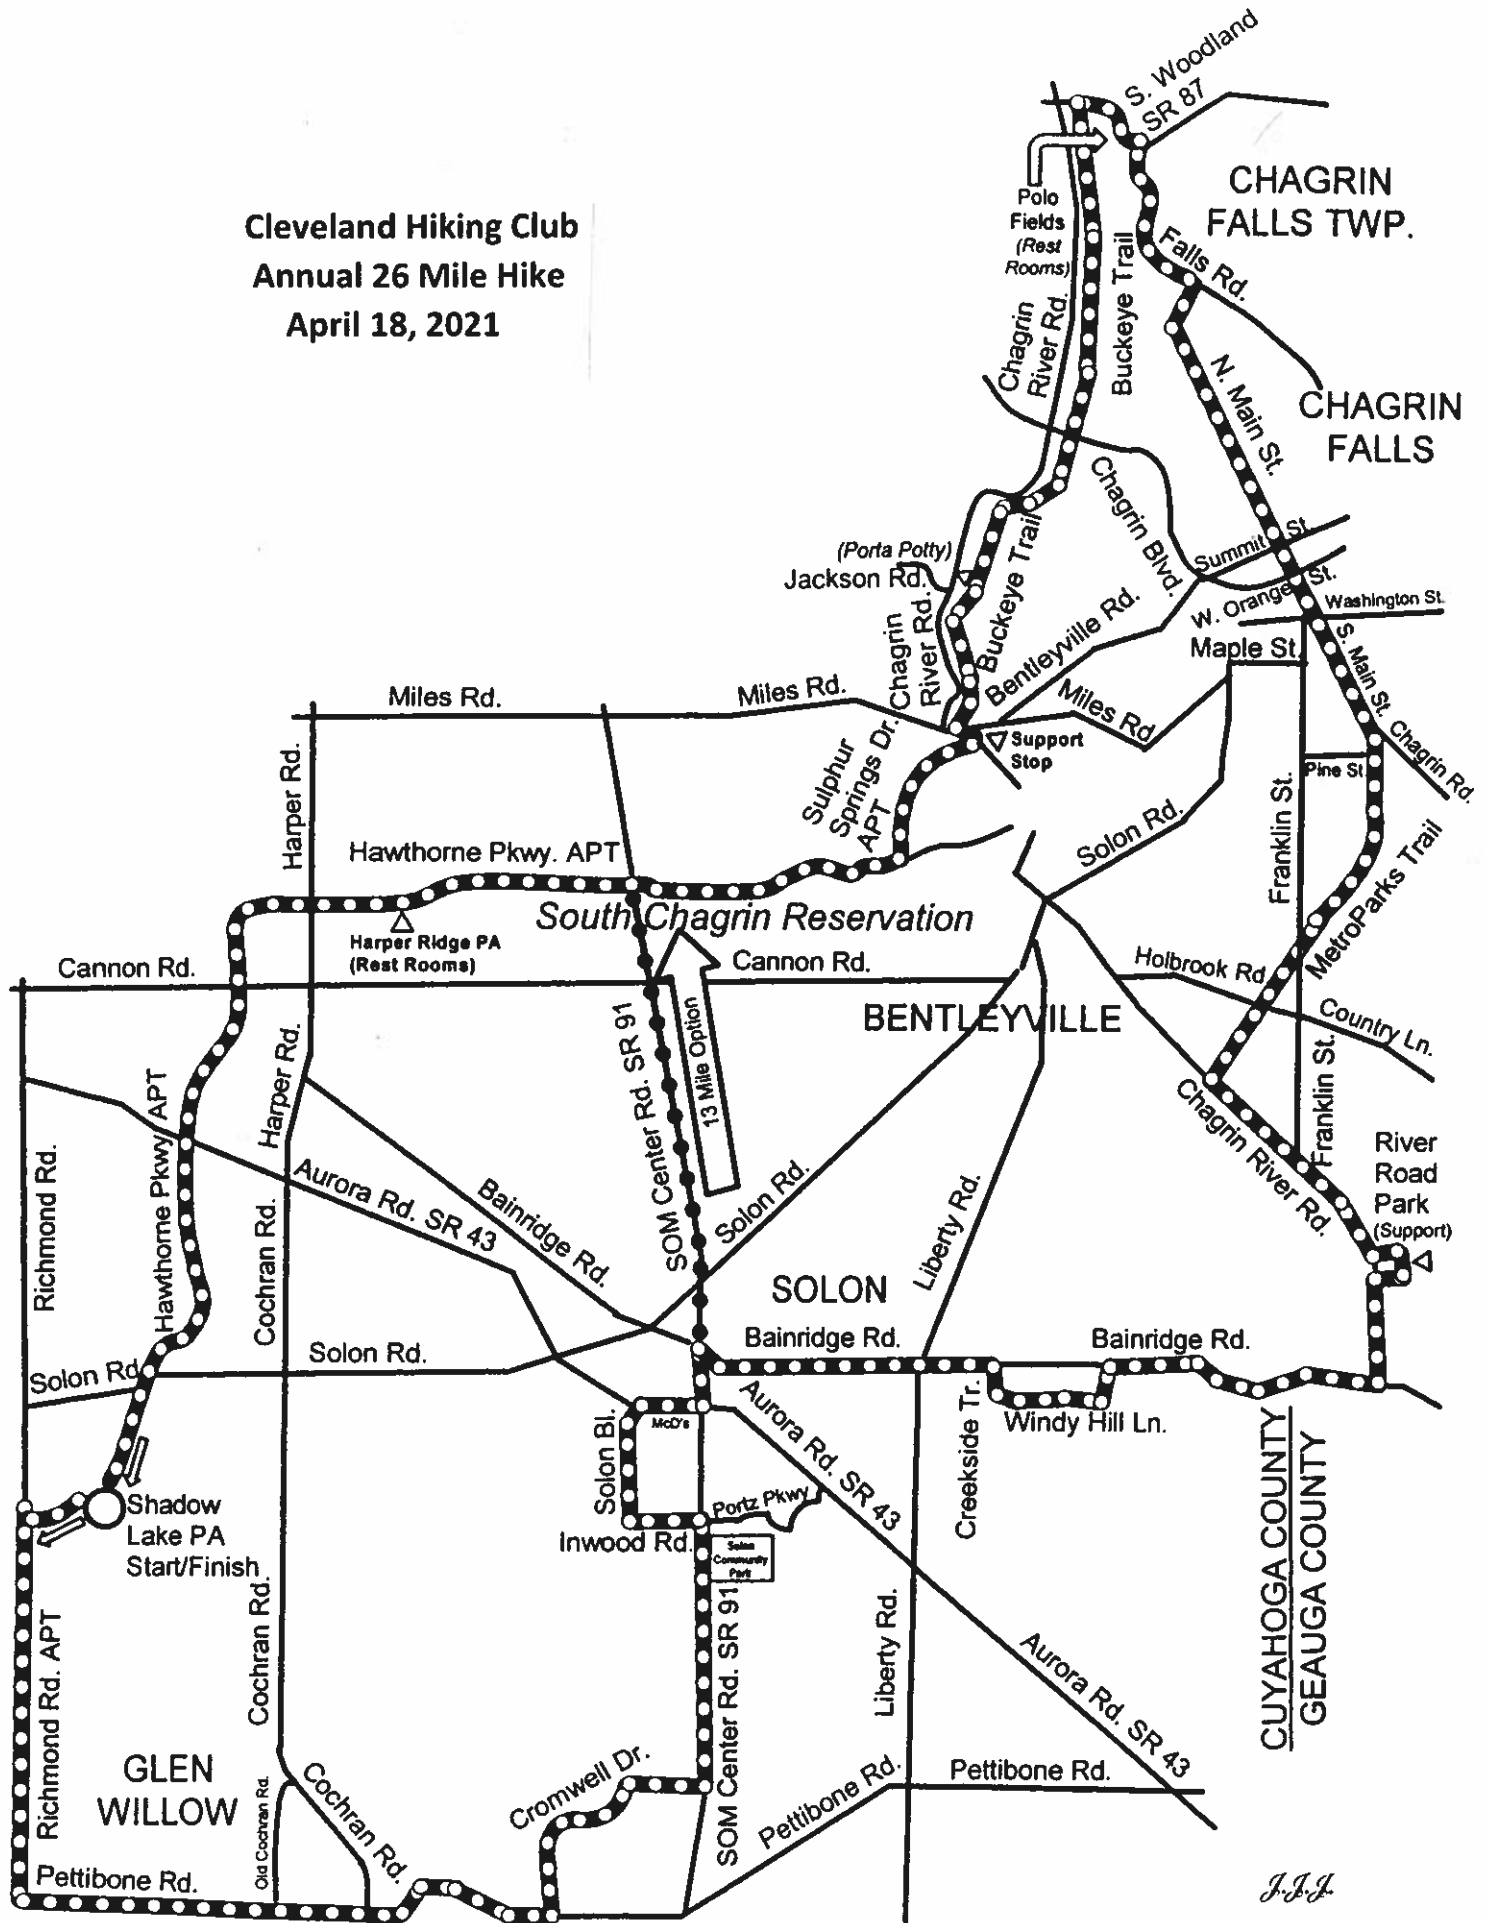 S. Woodland
SR 87
CHAGRIN
FALLS TWP.
Polo
Fields
(Rest
Rooms)
Cleveland Hiking Club
Annual 26 Mile Hike
April 18, 2021
Falls Rd.
Buckeye Trail
Chagrin
River Rd.
N. Main St.
CHAGRIN
FALLS
Chagrin Blvd.
Summit St.
(Porta Potty)
Jackson Rd.
Buckeye Trail
W. Orange St.
Washington St.
Bentleyville Rd.
Chagrin
River Rd.
Maple St.
S. Main St.
Miles Rd.
Miles Rd.
Miles Rd
Support
Stop
Chagrin Rd.
Harper Rd.
Sulphur
Springs Dr.
APT
Pine St.
Franklin St.
Solon Rd.
MetroParks Trail
Hawthorne Pkwy. APT
South Chagrin Reservation
Harper Ridge PA
(Rest Rooms)
Cannon Rd.
Cannon Rd.
Holbrook Rd
BENTLEYVILLE
Country Ln.
13 Mile Option
SOM Center Rd. SR 91
Harper Rd.
Hawthorne Pkwy. APT
Franklin St.
Chagrin River Rd.
River
Road
Park
(Support)
Richmond Rd.
Aurora Rd. SR 43
Bainridge Rd.
Solon Rd.
Liberty Rd.
Cochran Rd.
SOLON
Bainridge Rd.
Bainridge Rd.
Solon Rd.
Solon Rd
McD's
Aurora Rd. SR 43
Creekside Tr.
Windy Hill Ln.
Solon Bl.
Portz Pkwy
Shadow
Lake PA
Start/Finish
Inwood Rd.
Solon
Community
Park
CUYAHOGA COUNTY
GEAUGA COUNTY
Richmond Rd. APT
Cochran Rd.
SOM Center Rd. SR 91
Liberty Rd.
Aurora Rd. SR 43
GLEN
WILLOW
Old Cochran Rd.
Cochran Rd.
Cromwell Dr.
Pettibone Rd.
Pettibone Rd.
Pettibone Rd.
J.J.J.